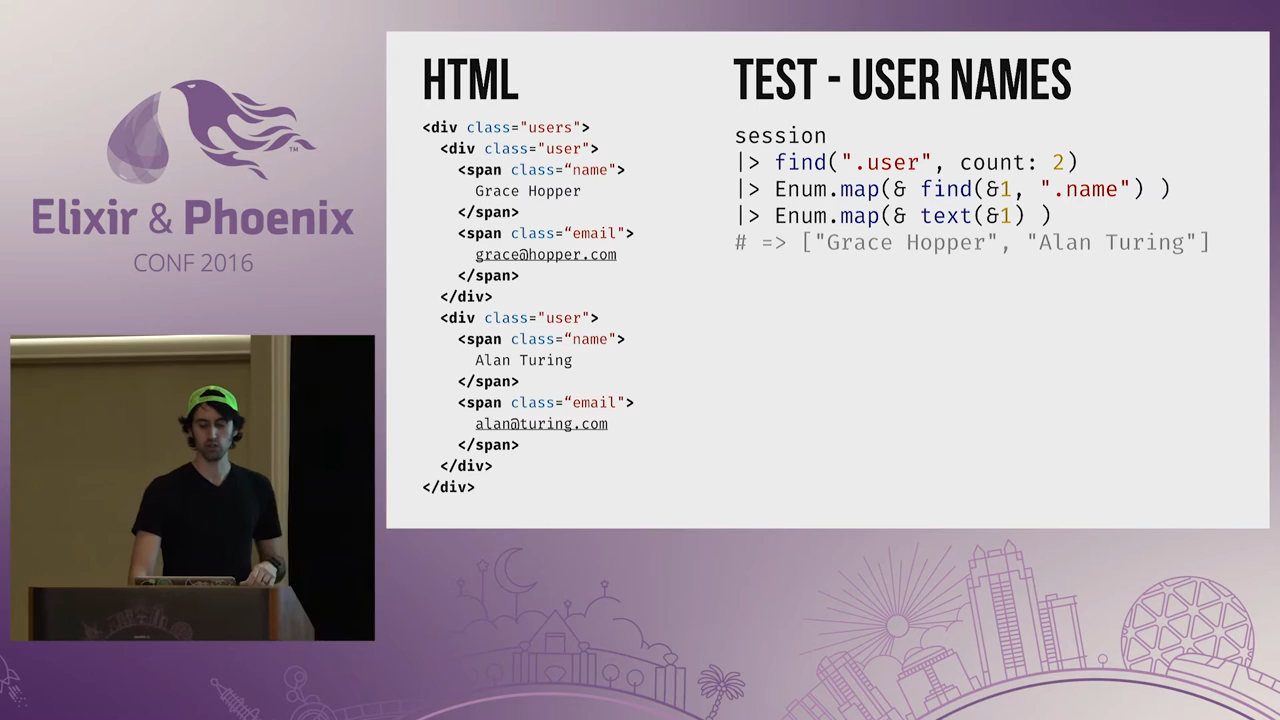 Elixir & Phoenix
CONF 2016
TM
HTML
<div class="users">
<div class="user">
<span class=“name">
Grace Hopper
</span>
<span class=“email">
grace@hopper.com
</span>
</div>
<div class="user">
<span class=“name">
Alan Turing
</span>
<span class=“email">
alan@turing.com
</span>
</div>
</div>
TEST - USER NAMES
session
|> find(".user", count: 2)
|> Enum.map(& find(&1, ".name") )
|> Enum.map(& text(&1) )
# => ["Grace Hopper", "Alan Turing"]